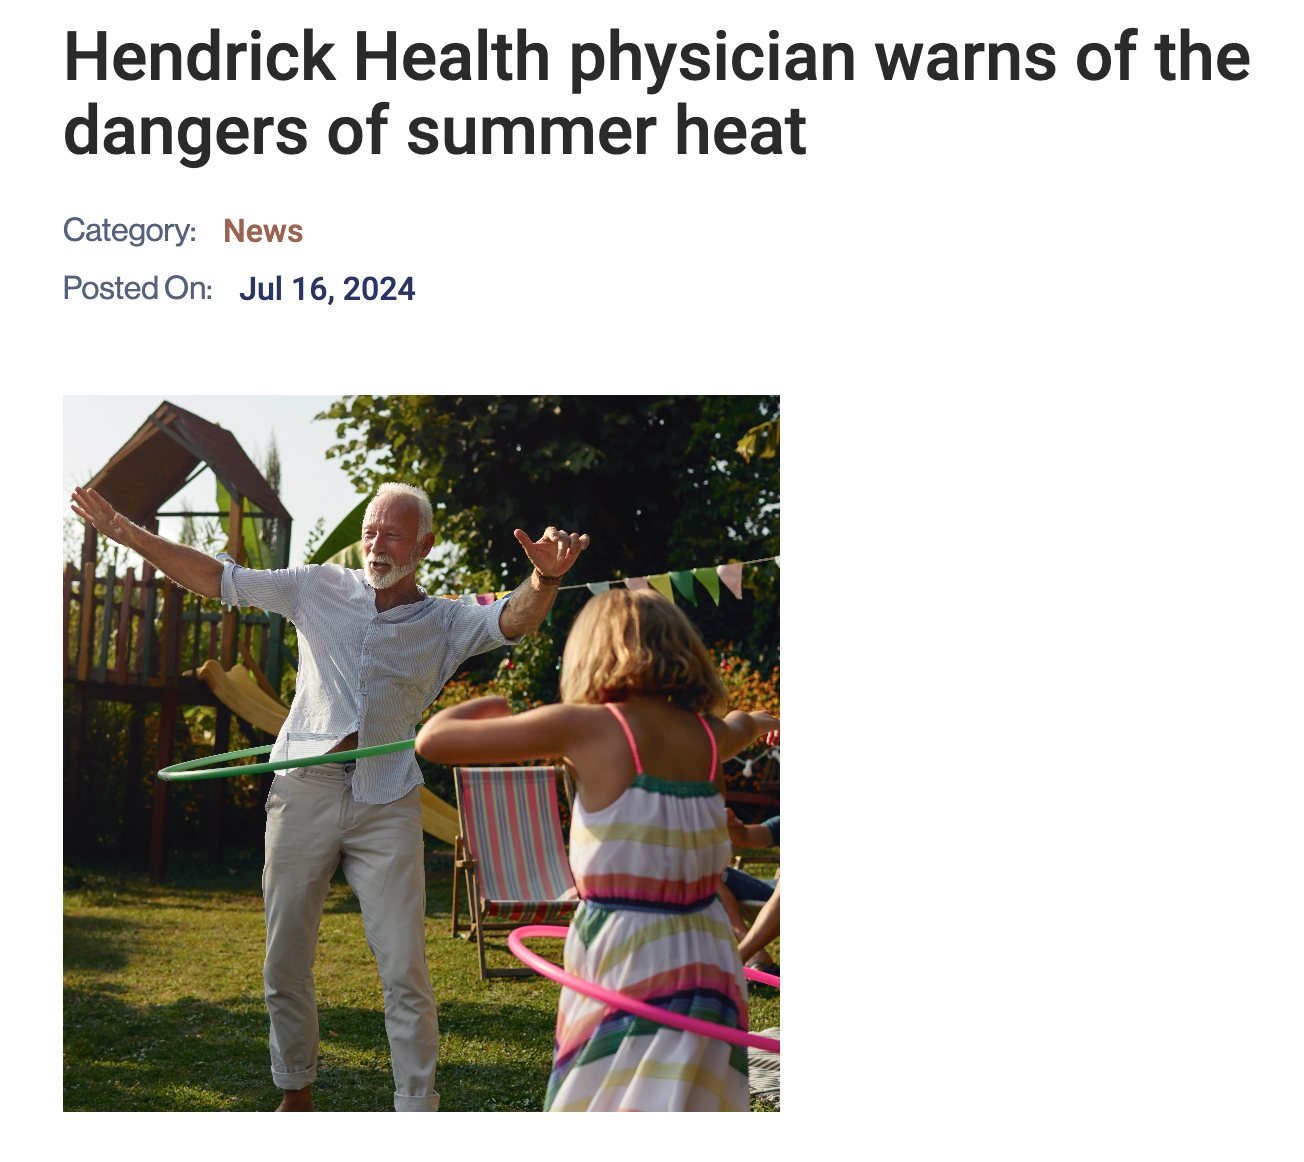 Hendrick Health physician warns of the
dangers of summer heat
Category: News
Posted On: Jul 16, 2024